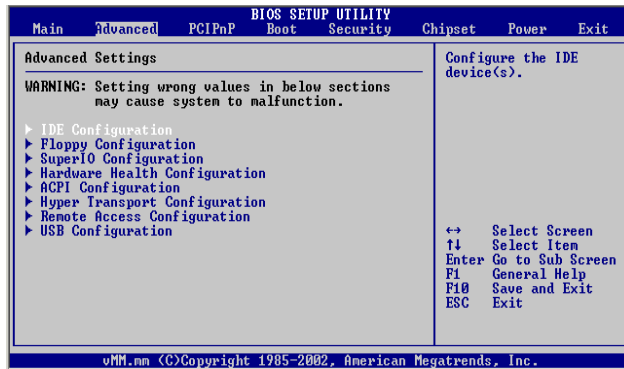 BIOS SETUP UTILITY
Main Advanced PCIPnP Boot Security Chipset Power Exit
Advanced Settings
WARNING: Setting wrong values in below sections
may cause system to malfunction.
▶ IDE Configuration
▶ Floppy Configuration
▶ SuperIO Configuration
▶ Hardware Health Configuration
▶ ACPI Configuration
▶ Hyper Transport Configuration
▶ Remote Access Configuration
▶ USB Configuration
Configure the IDE
device(s).
↔ Select Screen
↑↓ Select Item
Enter Go to Sub Screen
F1 General Help
F10 Save and Exit
ESC Exit
vMM.mm (C)Copyright 1985-2002, American Megatrends, Inc.